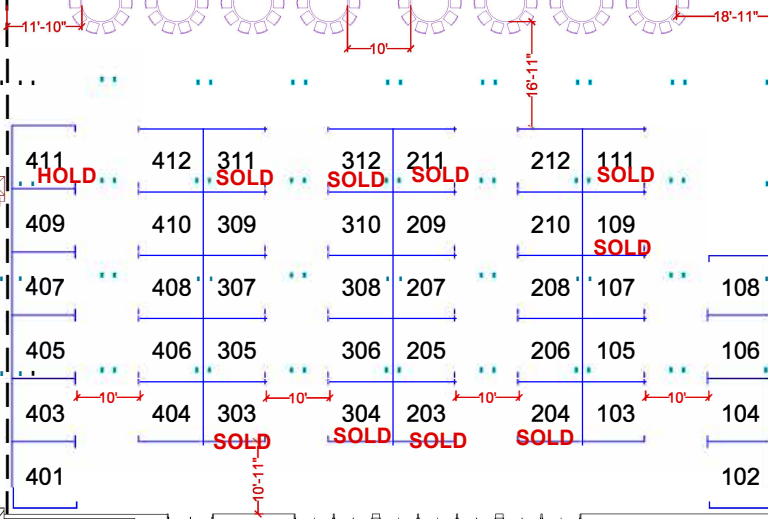 11'-10"
18'-11"
10'
16'-11"
411 412 311 312 211 212 111
HOLD SOLD SOLD SOLD SOLD
409 410 309 310 209 210 109
SOLD
407 408 307 308 207 208 107 108
405 406 305 306 205 206 105 106
10' 10' 10' 10'
403 404 303 304 203 204 103 104
SOLD SOLD SOLD SOLD
401 102
10'-11"